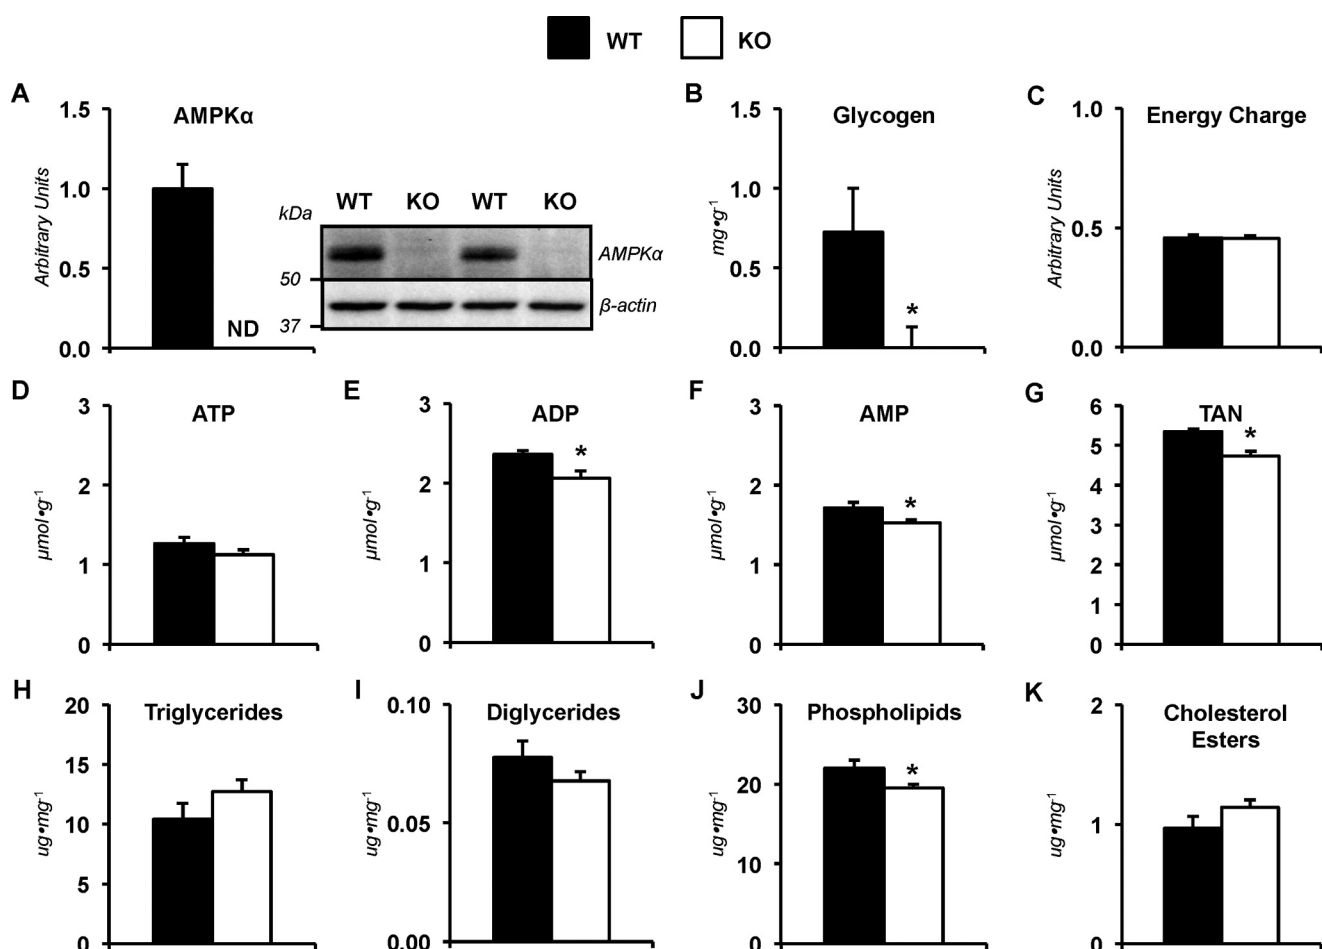 WT KO
A
AMPKα
1.5
1.0
0.5
0.0
Arbitrary Units
ND
kDa
WT KO WT KO
AMPKα
50
β-actin
37
B
Glycogen
1.5
1.0
0.5
0.0
mg•g-1
*
C
Energy Charge
1.0
0.5
0.0
Arbitrary Units
D
ATP
3
2
1
0
μmol•g-1
E
ADP
3
2
1
0
μmol•g-1
*
F
AMP
3
2
1
0
μmol•g-1
*
G
TAN
6
5
4
3
2
1
0
μmol•g-1
*
H
Triglycerides
20
15
10
5
0
ug•mg-1
I
Diglycerides
0.10
0.05
0.00
ug•mg-1
J
Phospholipids
30
20
10
0
ug•mg-1
*
K
Cholesterol
Esters
2
1
0
ug•mg-1